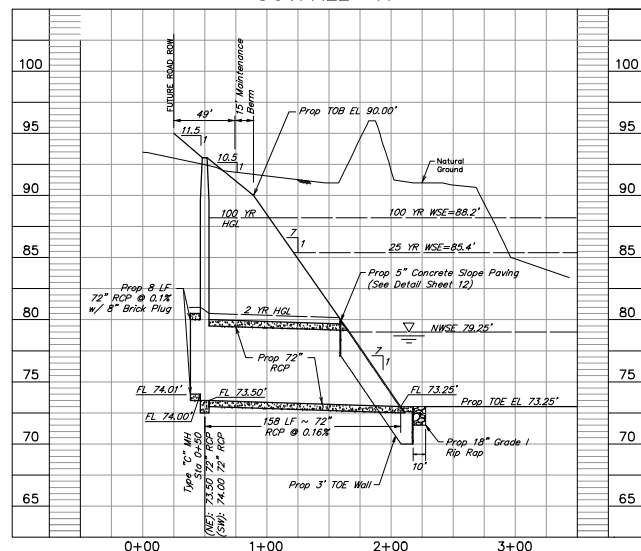 100
95
90
85
80
75
70
65
100
95
90
85
80
75
70
65
FUTURE ROAD ROW
49'
15' Maintenance
Berm
Prop TOB EL 90.00'
11.5
1
10.5
1
Natural
Ground
100 YR
HGL
100 YR WSE=88.2'
7
1
25 YR WSE=85.4'
Prop 5" Concrete Slope Paving
(See Detail Sheet 12)
Prop 8 LF
72" RCP @ 0.1%
w/ 8" Brick Plug
2 YR HGL
NWSE 79.25'
Prop 72"
RCP
7
1
FL 74.01'
FL 73.50'
FL 73.25'
Prop TOE EL 73.25'
FL 74.00'
158 LF ~ 72"
RCP @ 0.16%
Prop 18" Grade I
Rip Rap
10'
Prop 3' TOE Wall
Type "C" MH
Sta 0+50
(NE): 73.50 72" RCP
(SW): 74.00 72" RCP
0+00
1+00
2+00
3+00